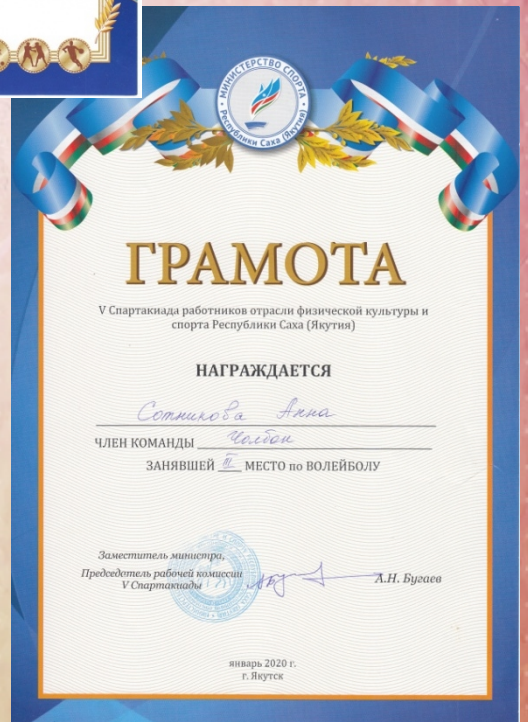 МИНИСТЕРСТВО СПОРТА
Республики Саха (Якутия)
ГРАМОТА
V Спартакиада работников отрасли физической культуры и
спорта Республики Саха (Якутия)
НАГРАЖДАЕТСЯ
Сотникова Анна
ЧЛЕН КОМАНДЫ Чолбон
ЗАНЯВШЕЙ III МЕСТО по ВОЛЕЙБОЛУ
Заместитель министра,
Председетель рабочей комиссии
V Спартакиады
А.Н. Бугаев
январь 2020 г.
г. Якутск